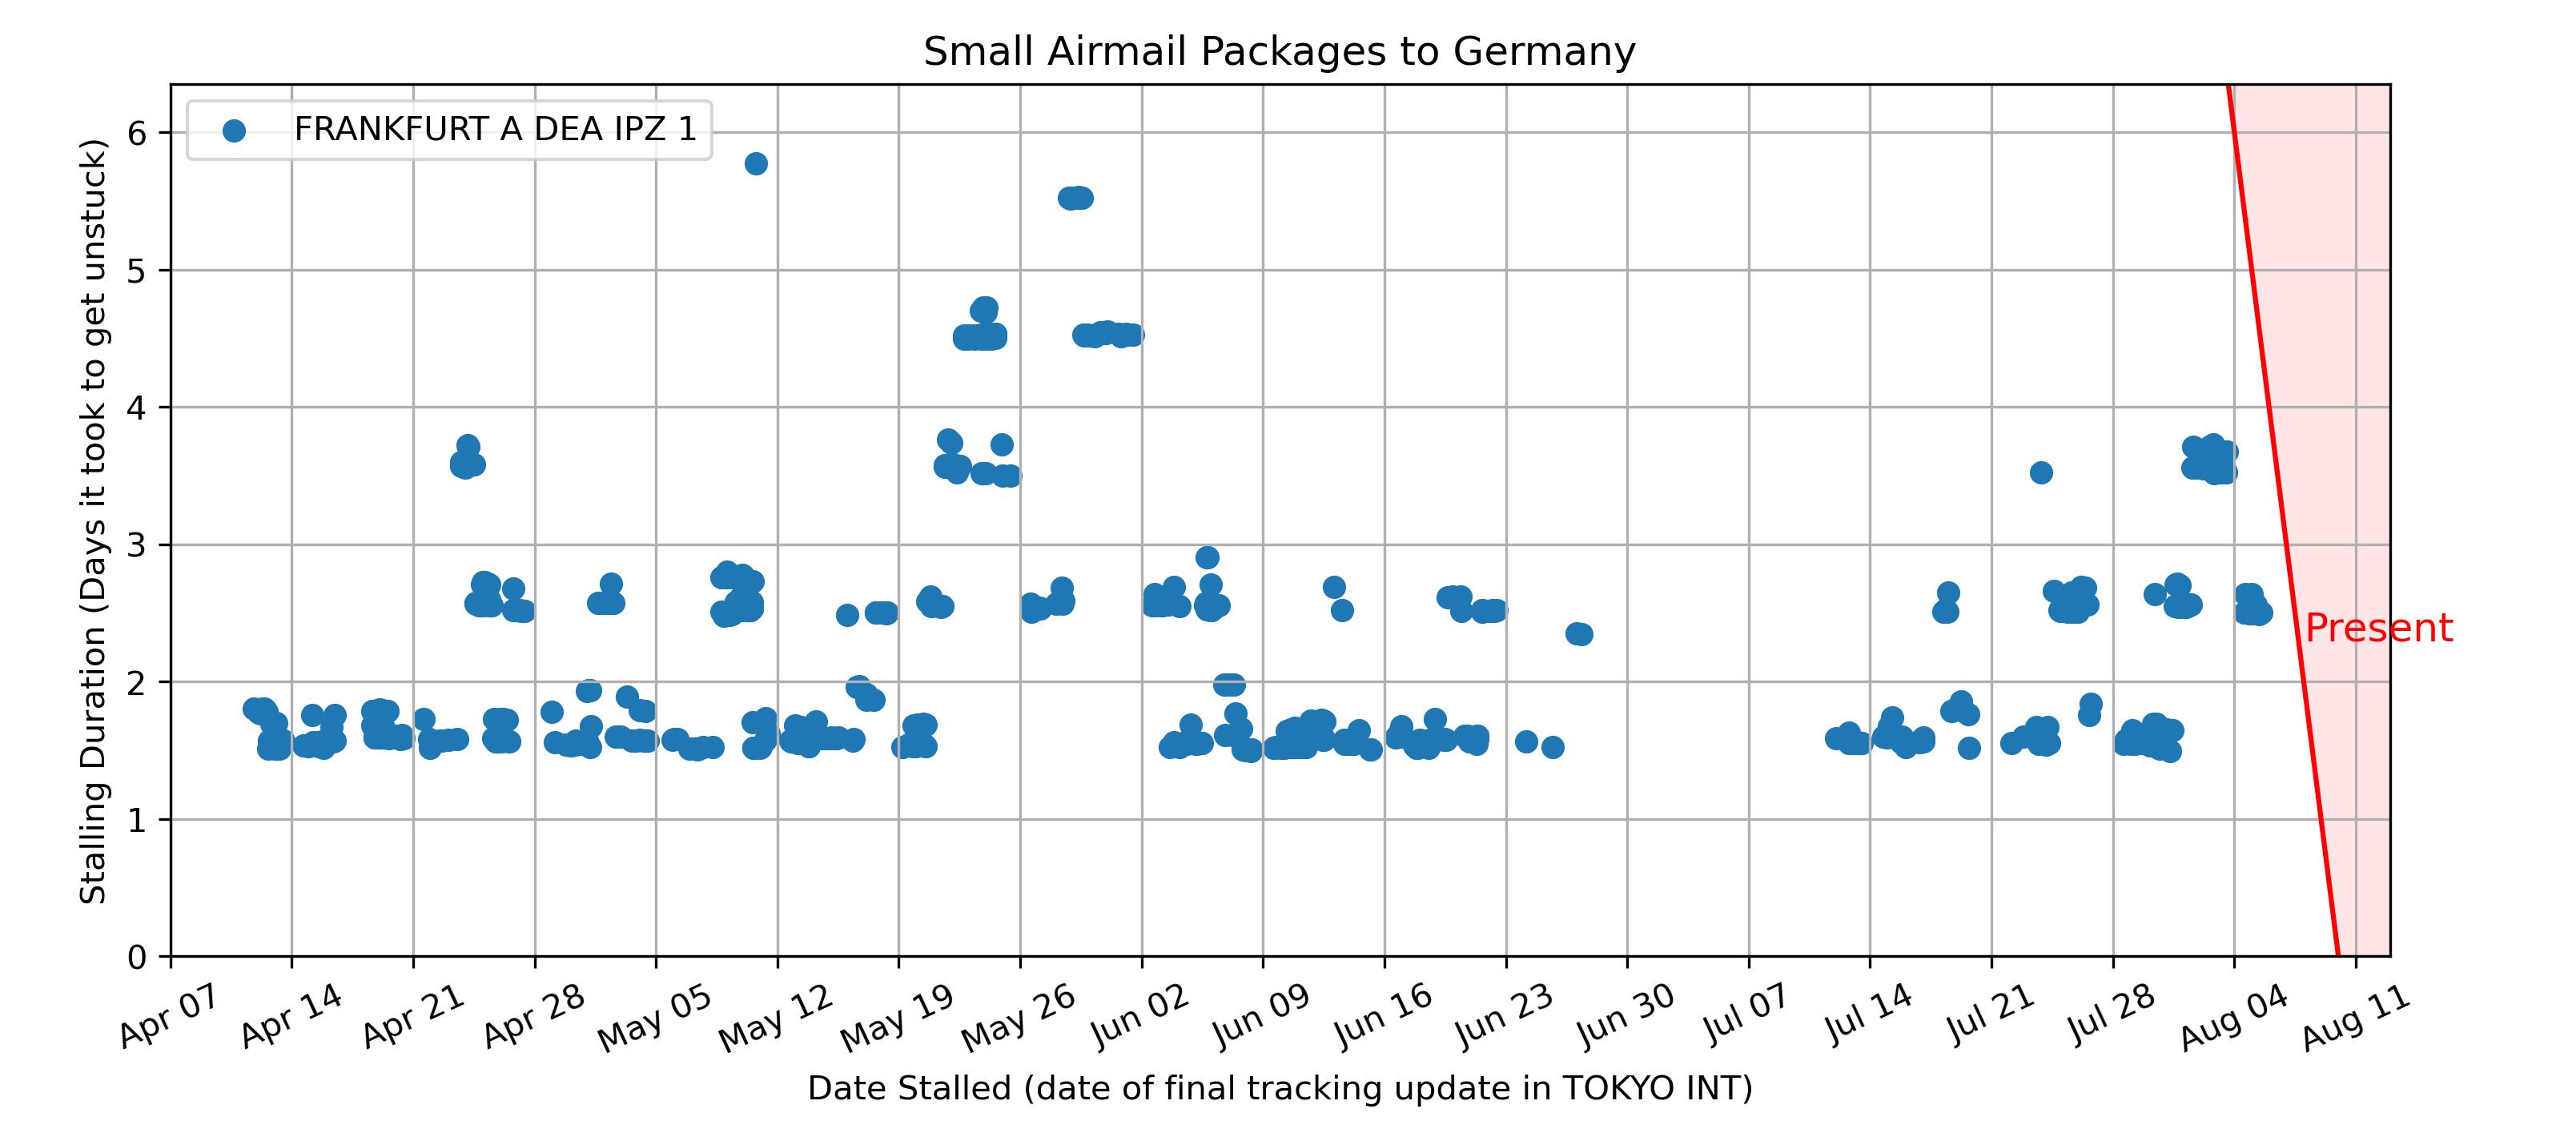 Small Airmail Packages to Germany
FRANKFURT A DEA IPZ 1
Stalling Duration (Days it took to get unstuck)
6
5
4
3
2
1
0
Present
Apr 07 Apr 14 Apr 21 Apr 28 May 05 May 12 May 19 May 26 Jun 02 Jun 09 Jun 16 Jun 23 Jun 30 Jul 07 Jul 14 Jul 21 Jul 28 Aug 04 Aug 11
Date Stalled (date of final tracking update in TOKYO INT)